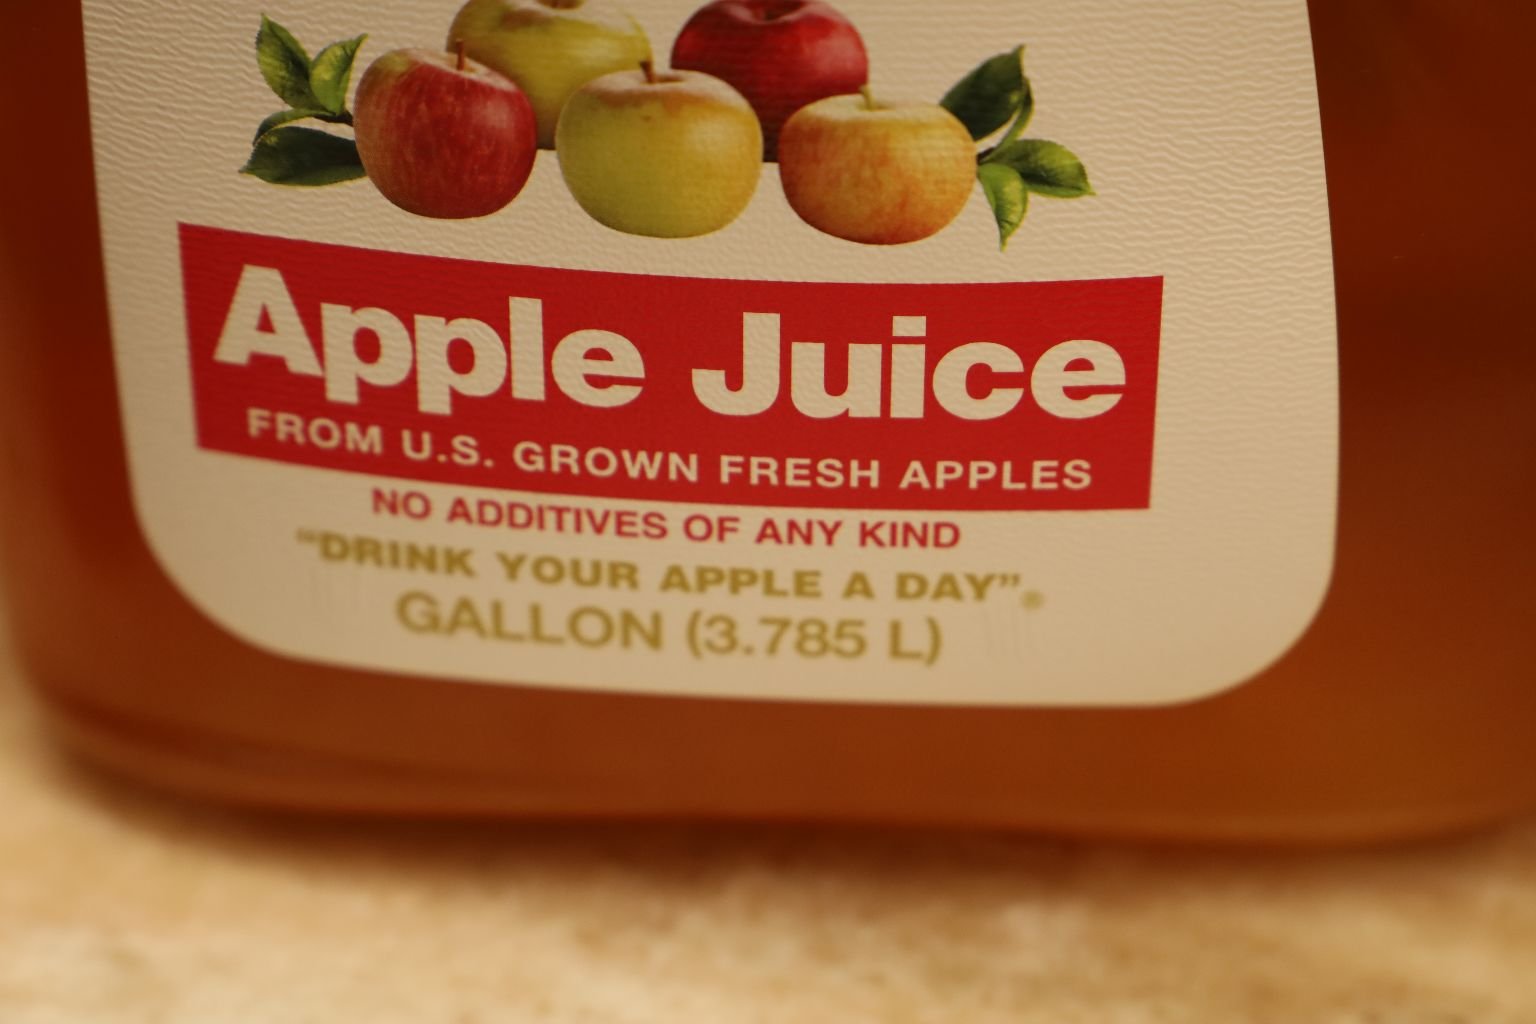 Apple Juice
FROM U.S. GROWN FRESH APPLES
NO ADDITIVES OF ANY KIND
"DRINK YOUR APPLE A DAY"®
GALLON (3.785 L)